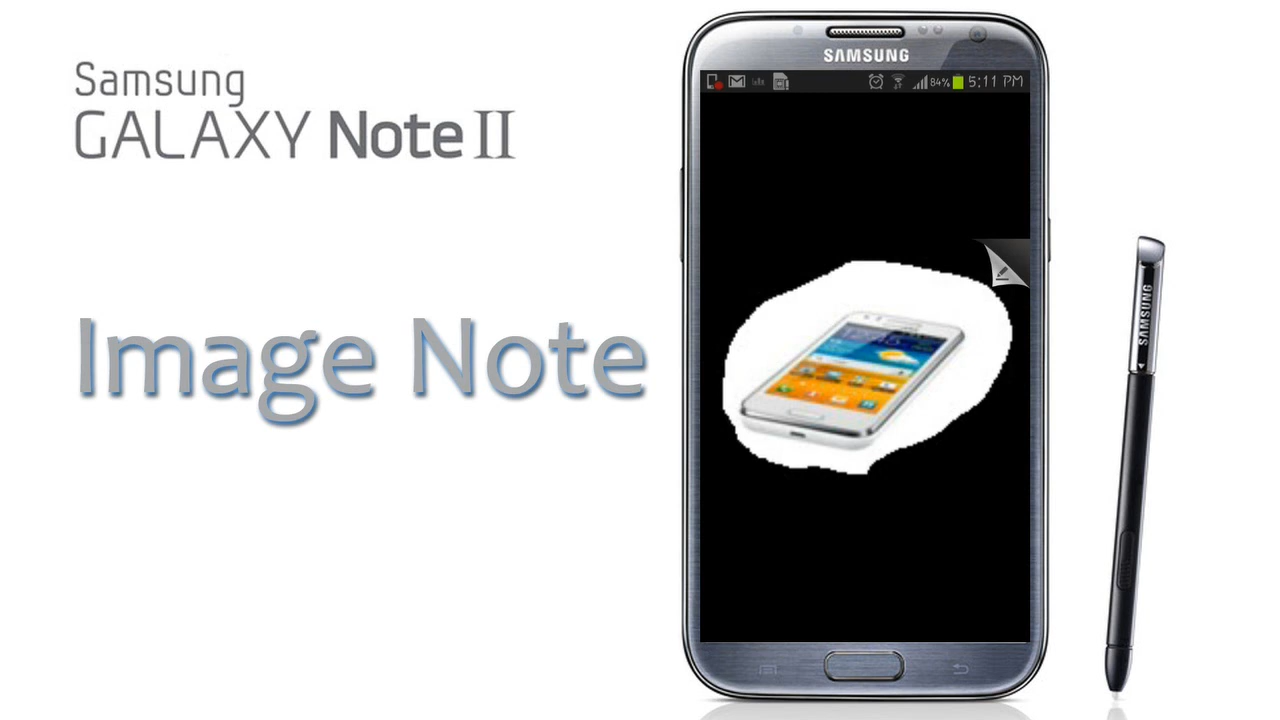 Samsung
GALAXY Note II
Image Note
SAMSUNG
84% 5:11 PM
SAMSUNG